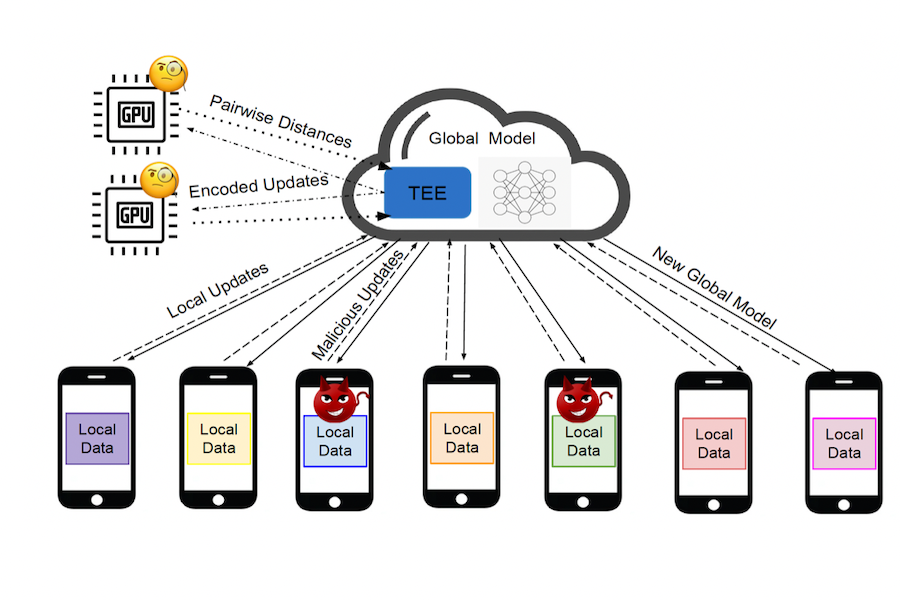 GPU
Pairwise Distances
Global Model
Encoded Updates
TEE
GPU
Local Updates
Malicious Updates
New Global Model
Local
Data
Local
Data
Local
Data
Local
Data
Local
Data
Local
Data
Local
Data